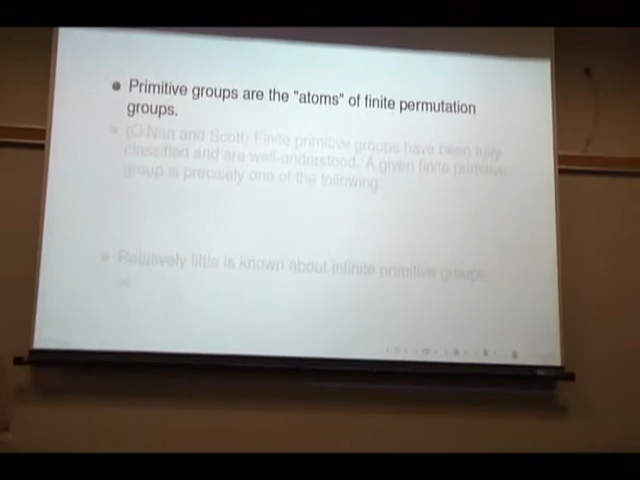 • Primitive groups are the "atoms" of finite permutation
groups.
• (O'Nan and Scott) Finite primitive groups have been fully
classified and are well-understood. A given finite primitive
group is precisely one of the following.
• Relatively little is known about infinite primitive groups